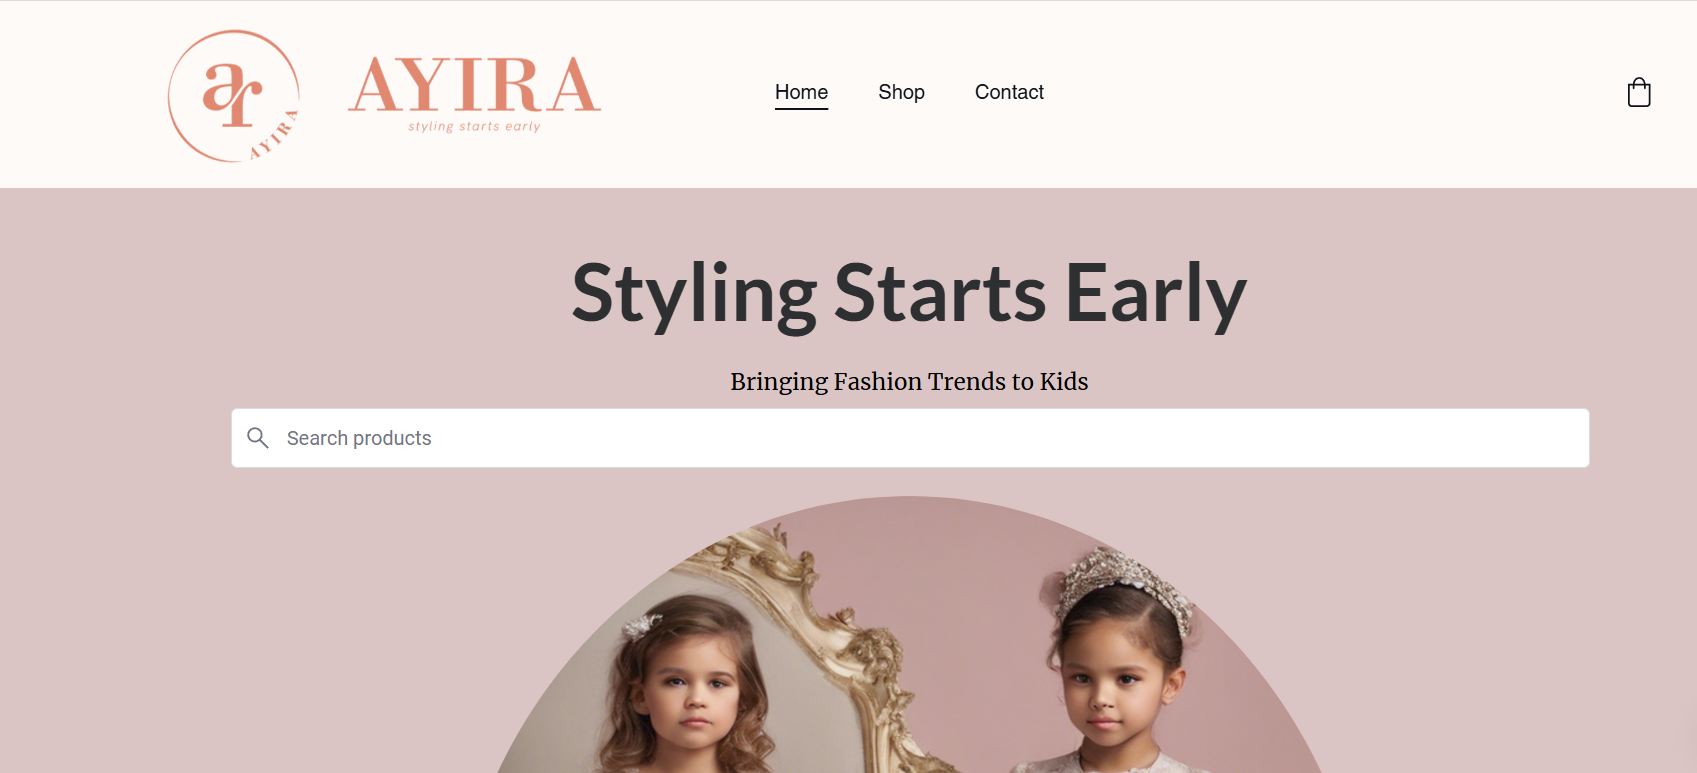 ar
AYIRA
AYIRA
styling starts early
Home
Shop
Contact
Styling Starts Early
Bringing Fashion Trends to Kids
Search products